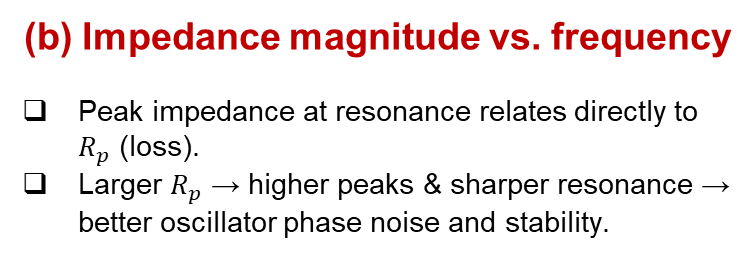 (b) Impedance magnitude vs. frequency
❑ Peak impedance at resonance relates directly to
Rₚ (loss).
❑ Larger Rₚ → higher peaks & sharper resonance →
better oscillator phase noise and stability.